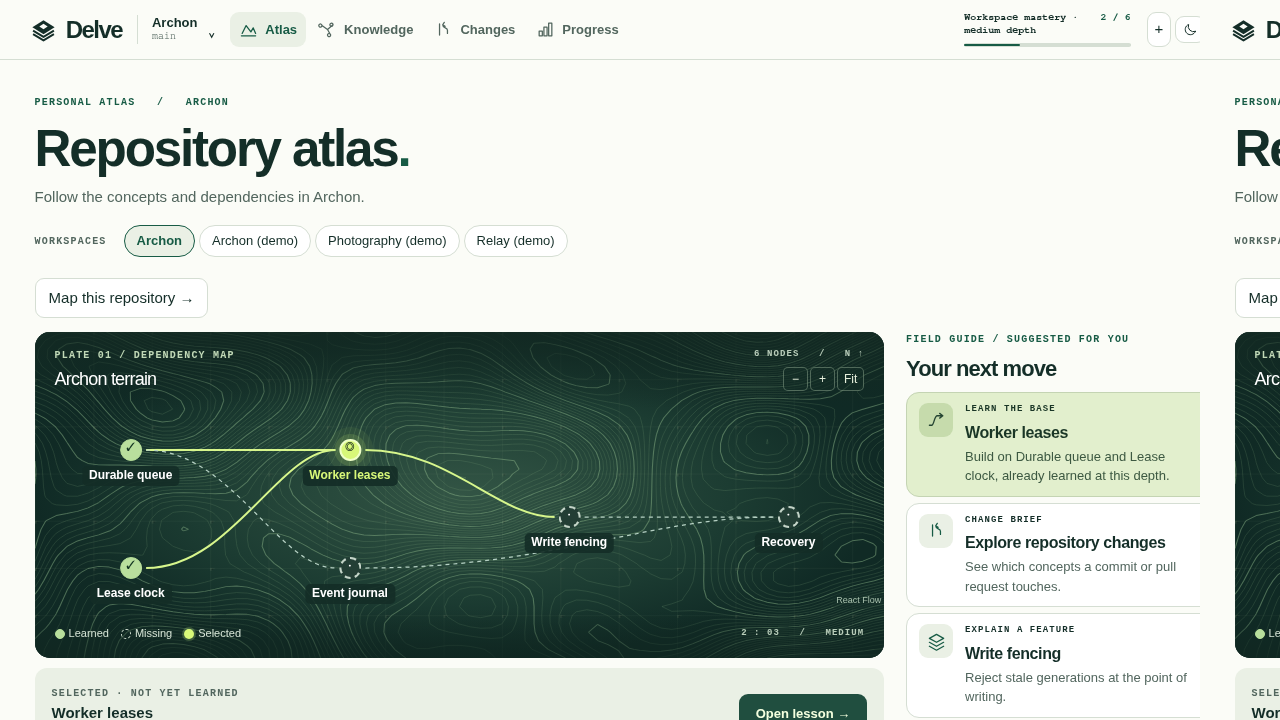 Delve
Archon
main
Atlas
Knowledge
Changes
Progress
Workspace mastery · 2 / 6
medium depth
+
D
PERSONAL ATLAS / ARCHON
PERSONA
Repository atlas.
Re
Follow the concepts and dependencies in Archon.
Follow
WORKSPACES
Archon
Archon (demo)
Photography (demo)
Relay (demo)
WORKSPA
Map this repository →
Map
PLATE 01 / DEPENDENCY MAP
6 NODES / N ↑
Archon terrain
− + Fit
Durable queue
Worker leases
Write fencing
Recovery
Lease clock
Event journal
React Flow
Learned
Missing
Selected
2 : 03 / MEDIUM
FIELD GUIDE / SUGGESTED FOR YOU
Your next move
LEARN THE BASE
Worker leases
Build on Durable queue and Lease
clock, already learned at this depth.
CHANGE BRIEF
Explore repository changes
See which concepts a commit or pull
request touches.
EXPLAIN A FEATURE
Write fencing
Reject stale generations at the point of
writing.
PLAT
Arc
Le
SELECTED · NOT YET LEARNED
Worker leases
Open lesson →
SELE
Wor